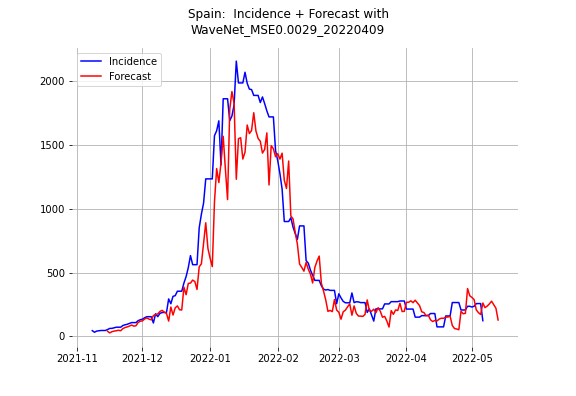 Spain:  Incidence + Forecast with
WaveNet_MSE0.0029_20220409
Incidence
Forecast
2000
1500
1000
500
0
2021-11 2021-12 2022-01 2022-02 2022-03 2022-04 2022-05